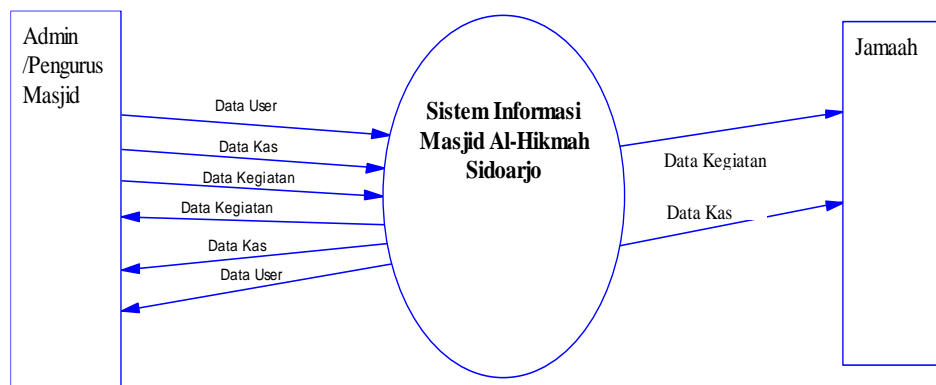 Admin
/Pengurus
Masjid
Data User
Data Kas
Data Kegiatan
Data Kegiatan
Data Kas
Data User
Sistem Informasi
Masjid Al-Hikmah
Sidoarjo
Data Kegiatan
Data Kas
Jamaah